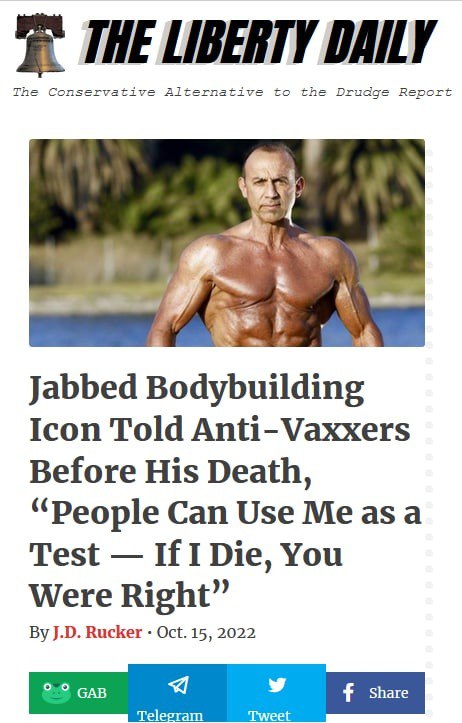 THE LIBERTY DAILY
The Conservative Alternative to the Drudge Report
Jabbed Bodybuilding
Icon Told Anti-Vaxxers
Before His Death,
“People Can Use Me as a
Test — If I Die, You
Were Right”
By J.D. Rucker · Oct. 15, 2022
GAB
Telegram
Tweet
Share